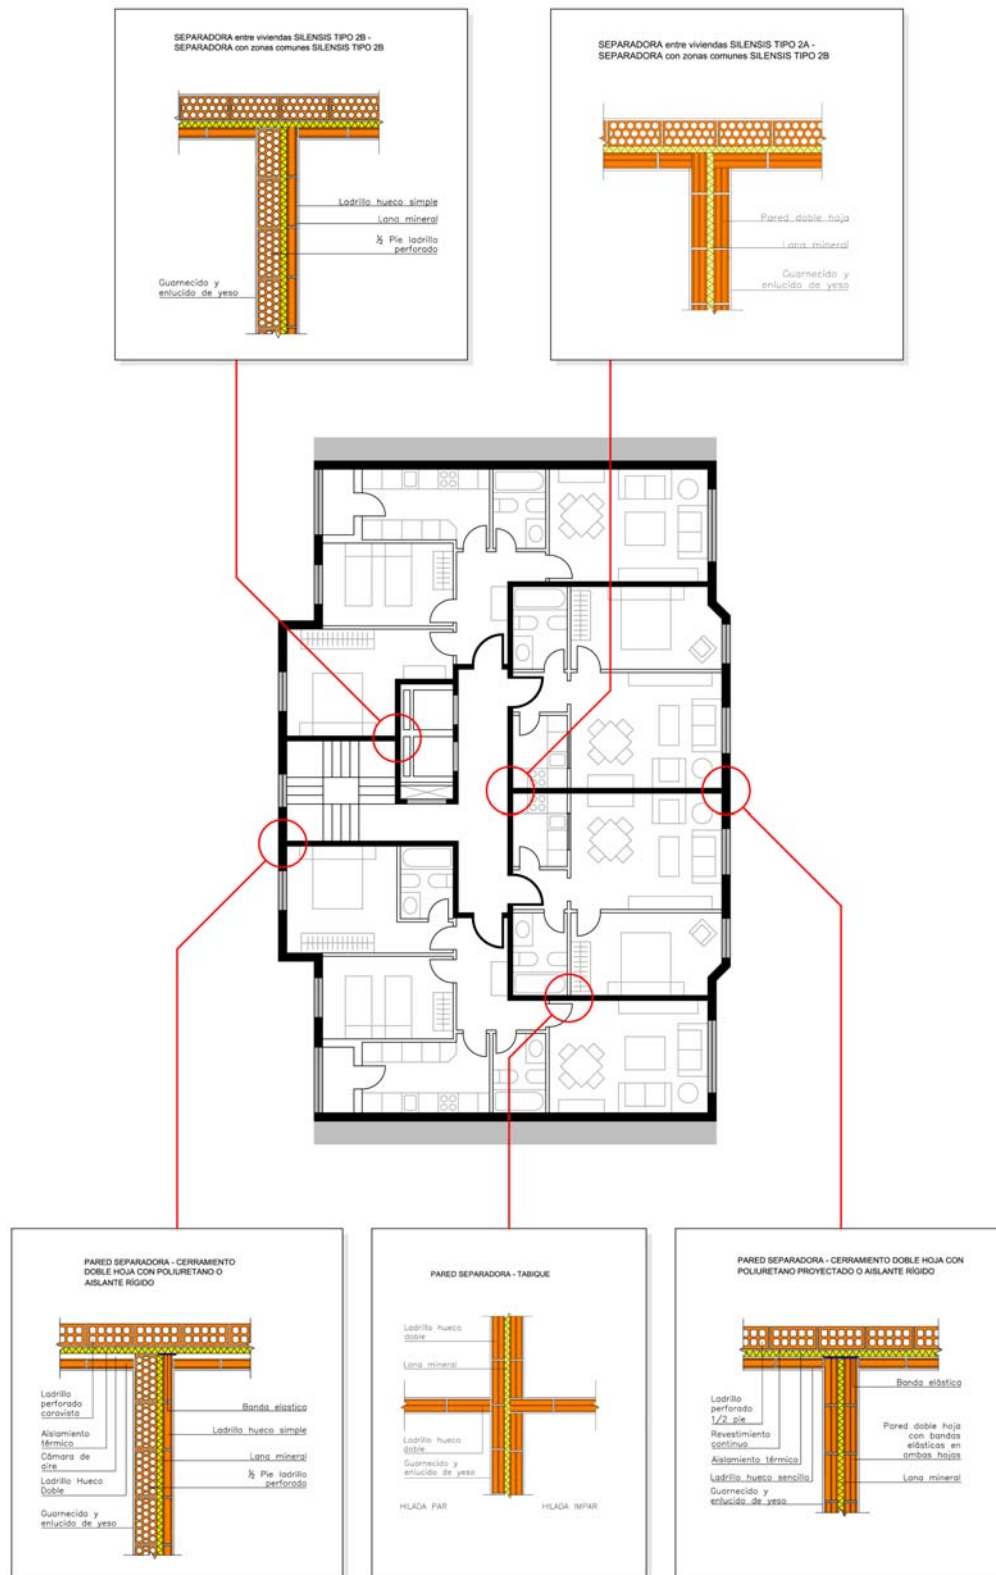 SEPARADORA entre viviendas SILENSIS TIPO 2B -
SEPARADORA con zonas comunes SILENSIS TIPO 2B
Ladrillo hueco simple
Lana mineral
½ Pie ladrillo
perforado
Guarnecido y
enlucido de yeso
SEPARADORA entre viviendas SILENSIS TIPO 2A -
SEPARADORA con zonas comunes SILENSIS TIPO 2B
Pared doble hoja
Lana mineral
Guarnecido y
enlucido de yeso
PARED SEPARADORA - CERRAMIENTO
DOBLE HOJA CON POLIURETANO O
AISLANTE RÍGIDO
Ladrillo
perforado
caravista
Aislamiento
térmico
Cámara de
aire
Ladrillo Hueco
Doble
Guarnecido y
enlucido de yeso
Banda elastica
Ladrillo hueco simple
Lana mineral
½ Pie ladrillo
perforado
PARED SEPARADORA - TABIQUE
Ladrillo hueco
doble
Lana mineral
Ladrillo hueco
doble
Guarnecido y
enlucido de yeso
HILADA PAR
HILADA IMPAR
PARED SEPARADORA - CERRAMIENTO DOBLE HOJA CON
POLIURETANO PROYECTADO O AISLANTE RÍGIDO
Ladrillo
perforado
1/2 pie
Revestimiento
continuo
Aislamiento térmico
Ladrillo hueco sencillo
Guarnecido y
enlucido de yeso
Banda elástica
Pared doble hoja
con bandas
elásticas en
ambas hojas
Lana mineral